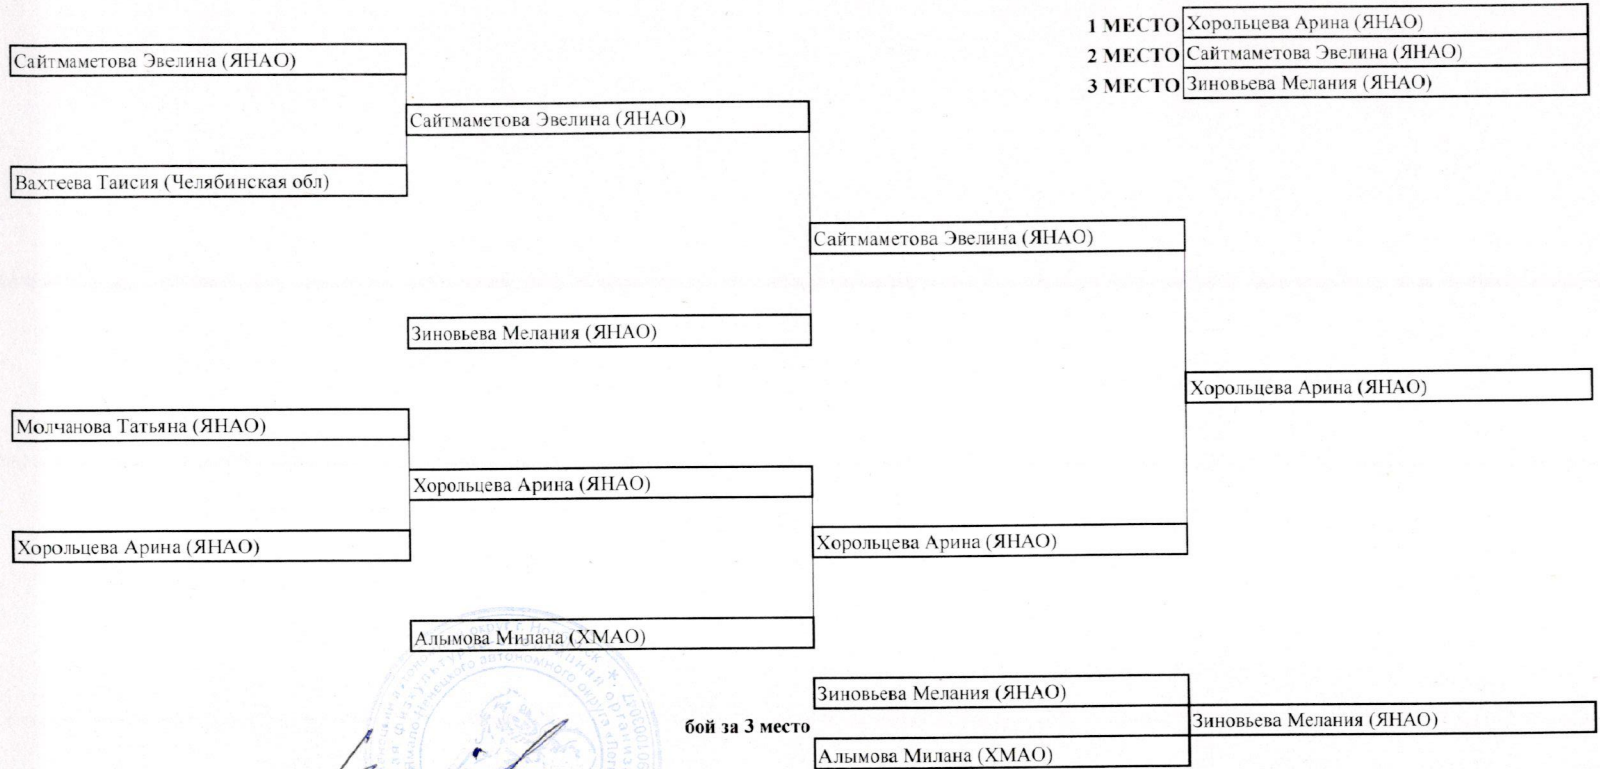 1 МЕСТО Хорольцева Арина (ЯНАО)
2 МЕСТО Сайтмаметова Эвелина (ЯНАО)
3 МЕСТО Зиновьева Мелания (ЯНАО)
Сайтмаметова Эвелина (ЯНАО)
Сайтмаметова Эвелина (ЯНАО)
Вахтеева Таисия (Челябинская обл)
Сайтмаметова Эвелина (ЯНАО)
Зиновьева Мелания (ЯНАО)
Хорольцева Арина (ЯНАО)
Молчанова Татьяна (ЯНАО)
Хорольцева Арина (ЯНАО)
Хорольцева Арина (ЯНАО)
Хорольцева Арина (ЯНАО)
Алымова Милана (ХМАО)
Зиновьева Мелания (ЯНАО)
бой за 3 место
Зиновьева Мелания (ЯНАО)
Алымова Милана (ХМАО)
автономного округа